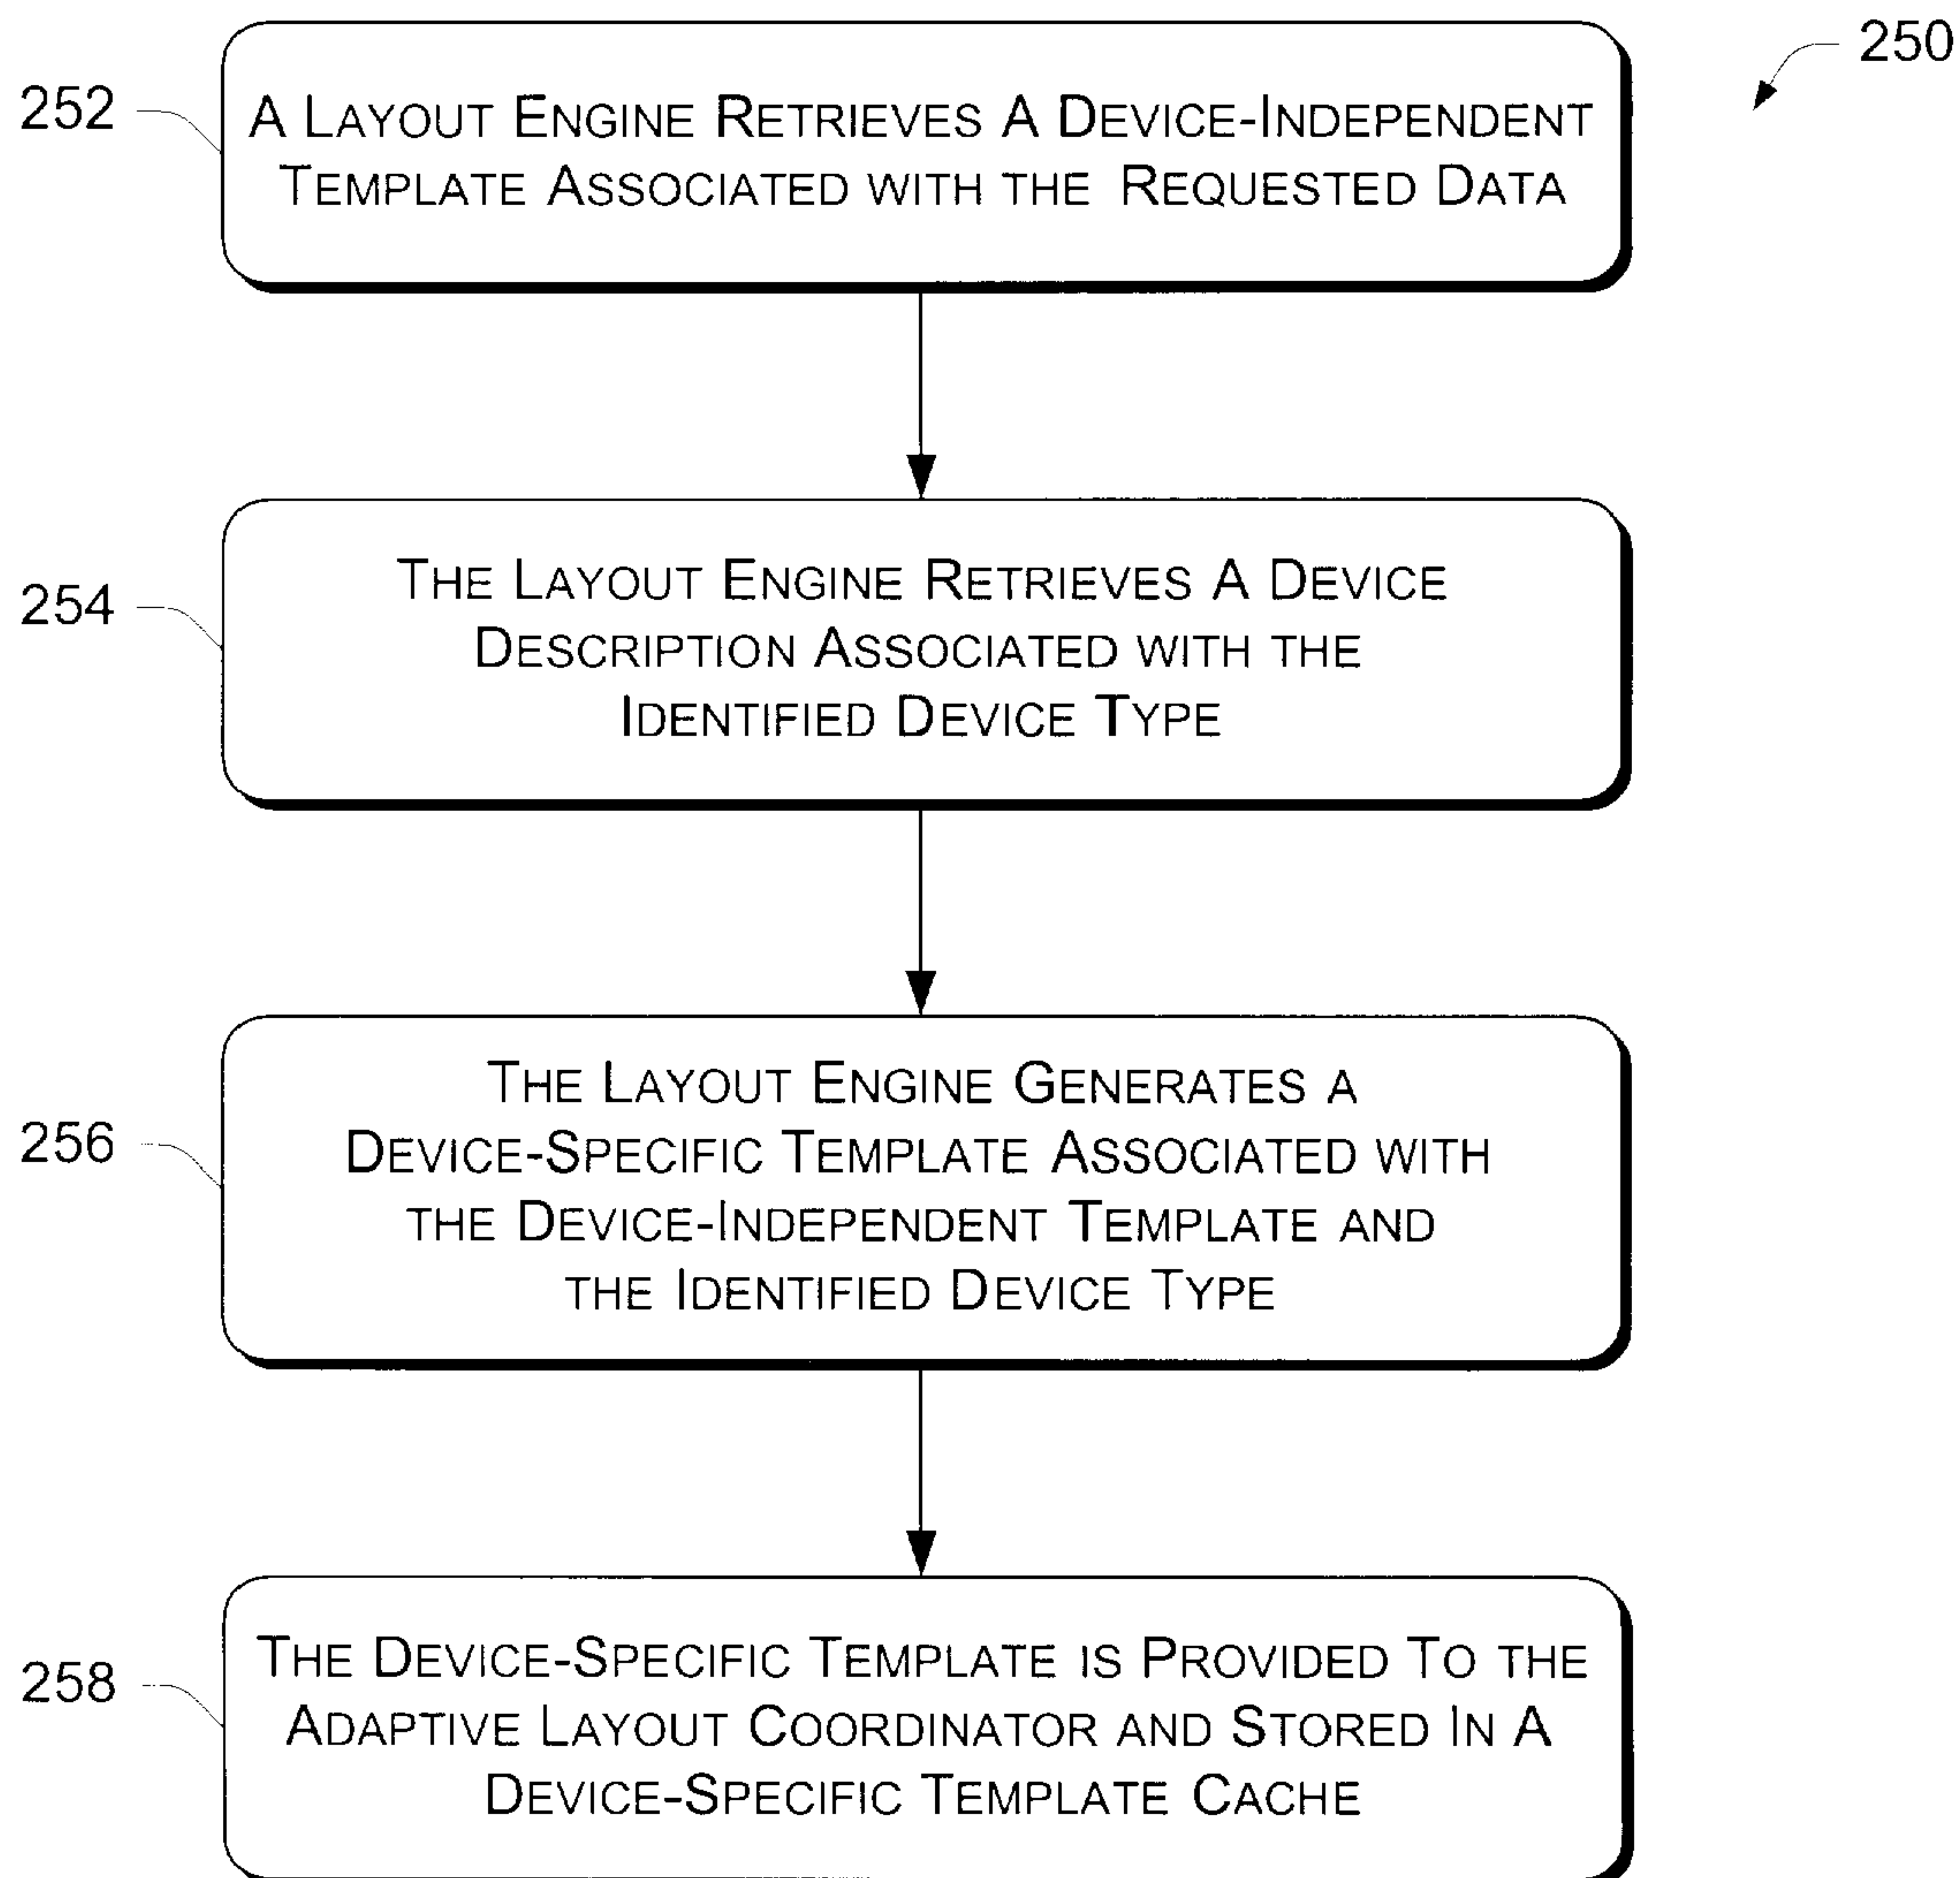 250
252
A Layout Engine Retrieves A Device-Independent
Template Associated with the Requested Data
254
The Layout Engine Retrieves A Device
Description Associated with the
Identified Device Type
256
The Layout Engine Generates a
Device-Specific Template Associated with
the Device-Independent Template and
the Identified Device Type
258
The Device-Specific Template is Provided To the
Adaptive Layout Coordinator and Stored In A
Device-Specific Template Cache